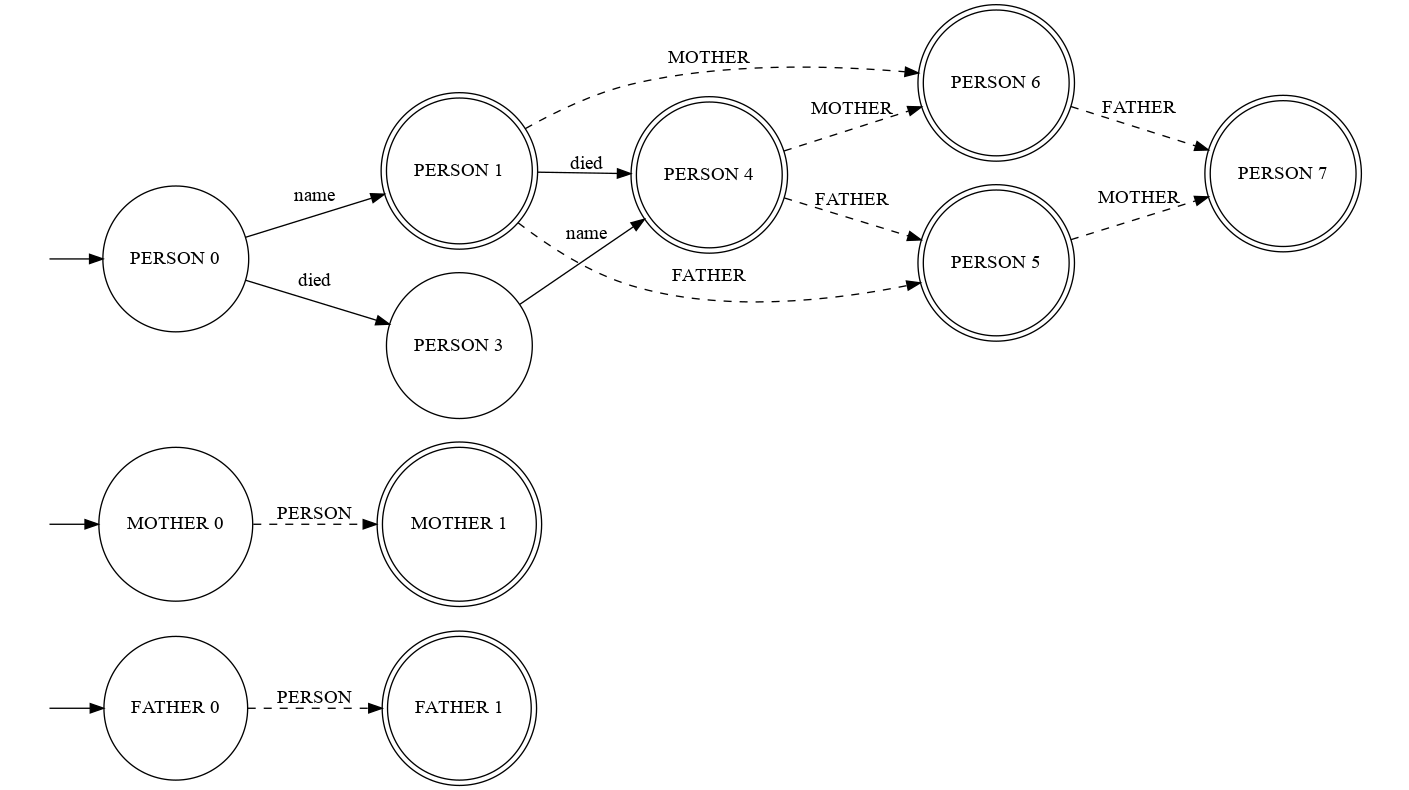 MOTHER
PERSON 6
MOTHER
FATHER
PERSON 1
died
PERSON 4
PERSON 7
name
FATHER
MOTHER
name
PERSON 0
PERSON 5
died
FATHER
PERSON 3
MOTHER 0
PERSON
MOTHER 1
FATHER 0
PERSON
FATHER 1